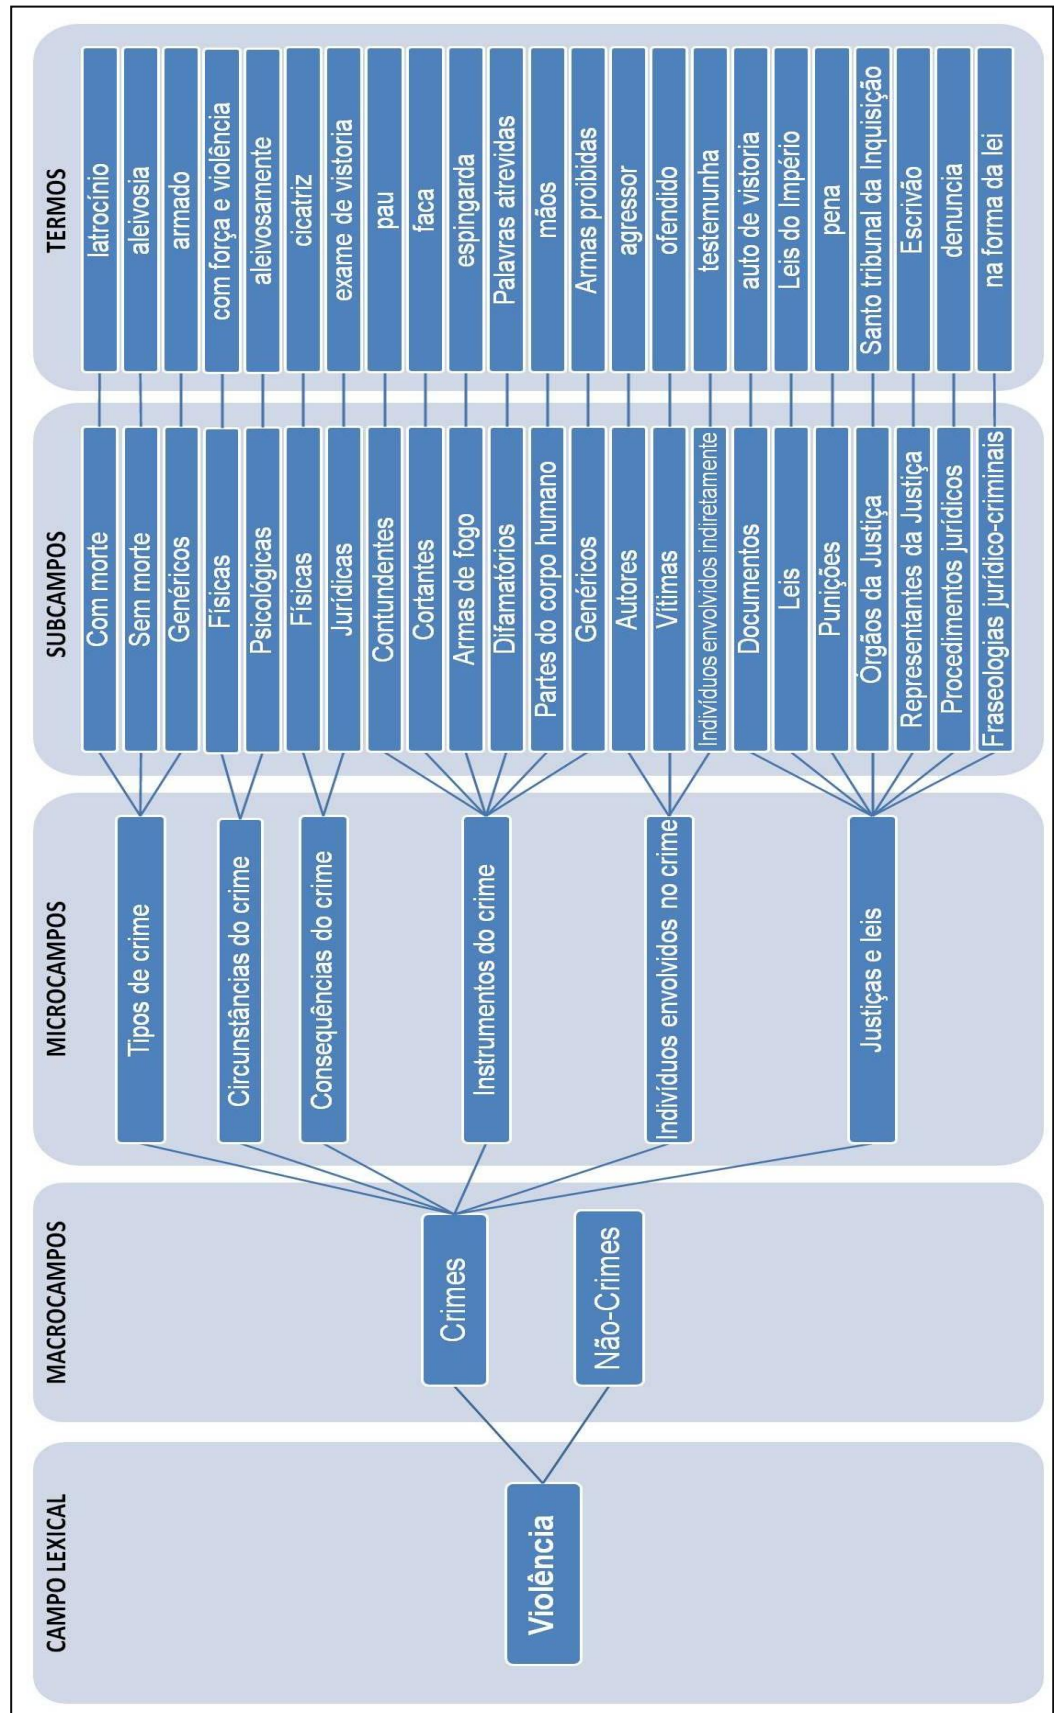 CAMPO LEXICAL
Violência
MACROCAMPOS
Crimes
Não-Crimes
MICROCAMPOS
Tipos de crime
Circunstâncias do crime
Consequências do crime
Instrumentos do crime
Indivíduos envolvidos no crime
Justiças e leis
SUBCAMPOS
Com morte
Sem morte
Genéricos
Físicas
Psicológicas
Físicas
Jurídicas
Contundentes
Cortantes
Armas de fogo
Difamatórios
Partes do corpo humano
Genéricos
Autores
Vítimas
Indivíduos envolvidos indiretamente
Documentos
Leis
Punições
Órgãos da Justiça
Representantes da Justiça
Procedimentos jurídicos
Fraseologias jurídico-criminais
TERMOS
latrocínio
aleivosia
armado
com força e violência
aleivosamente
cicatriz
exame de vistoria
pau
faca
espingarda
Palavras atrevidas
mãos
Armas proibidas
agressor
ofendido
testemunha
auto de vistoria
Leis do Império
pena
Santo tribunal da Inquisição
Escrivão
denuncia
na forma da lei